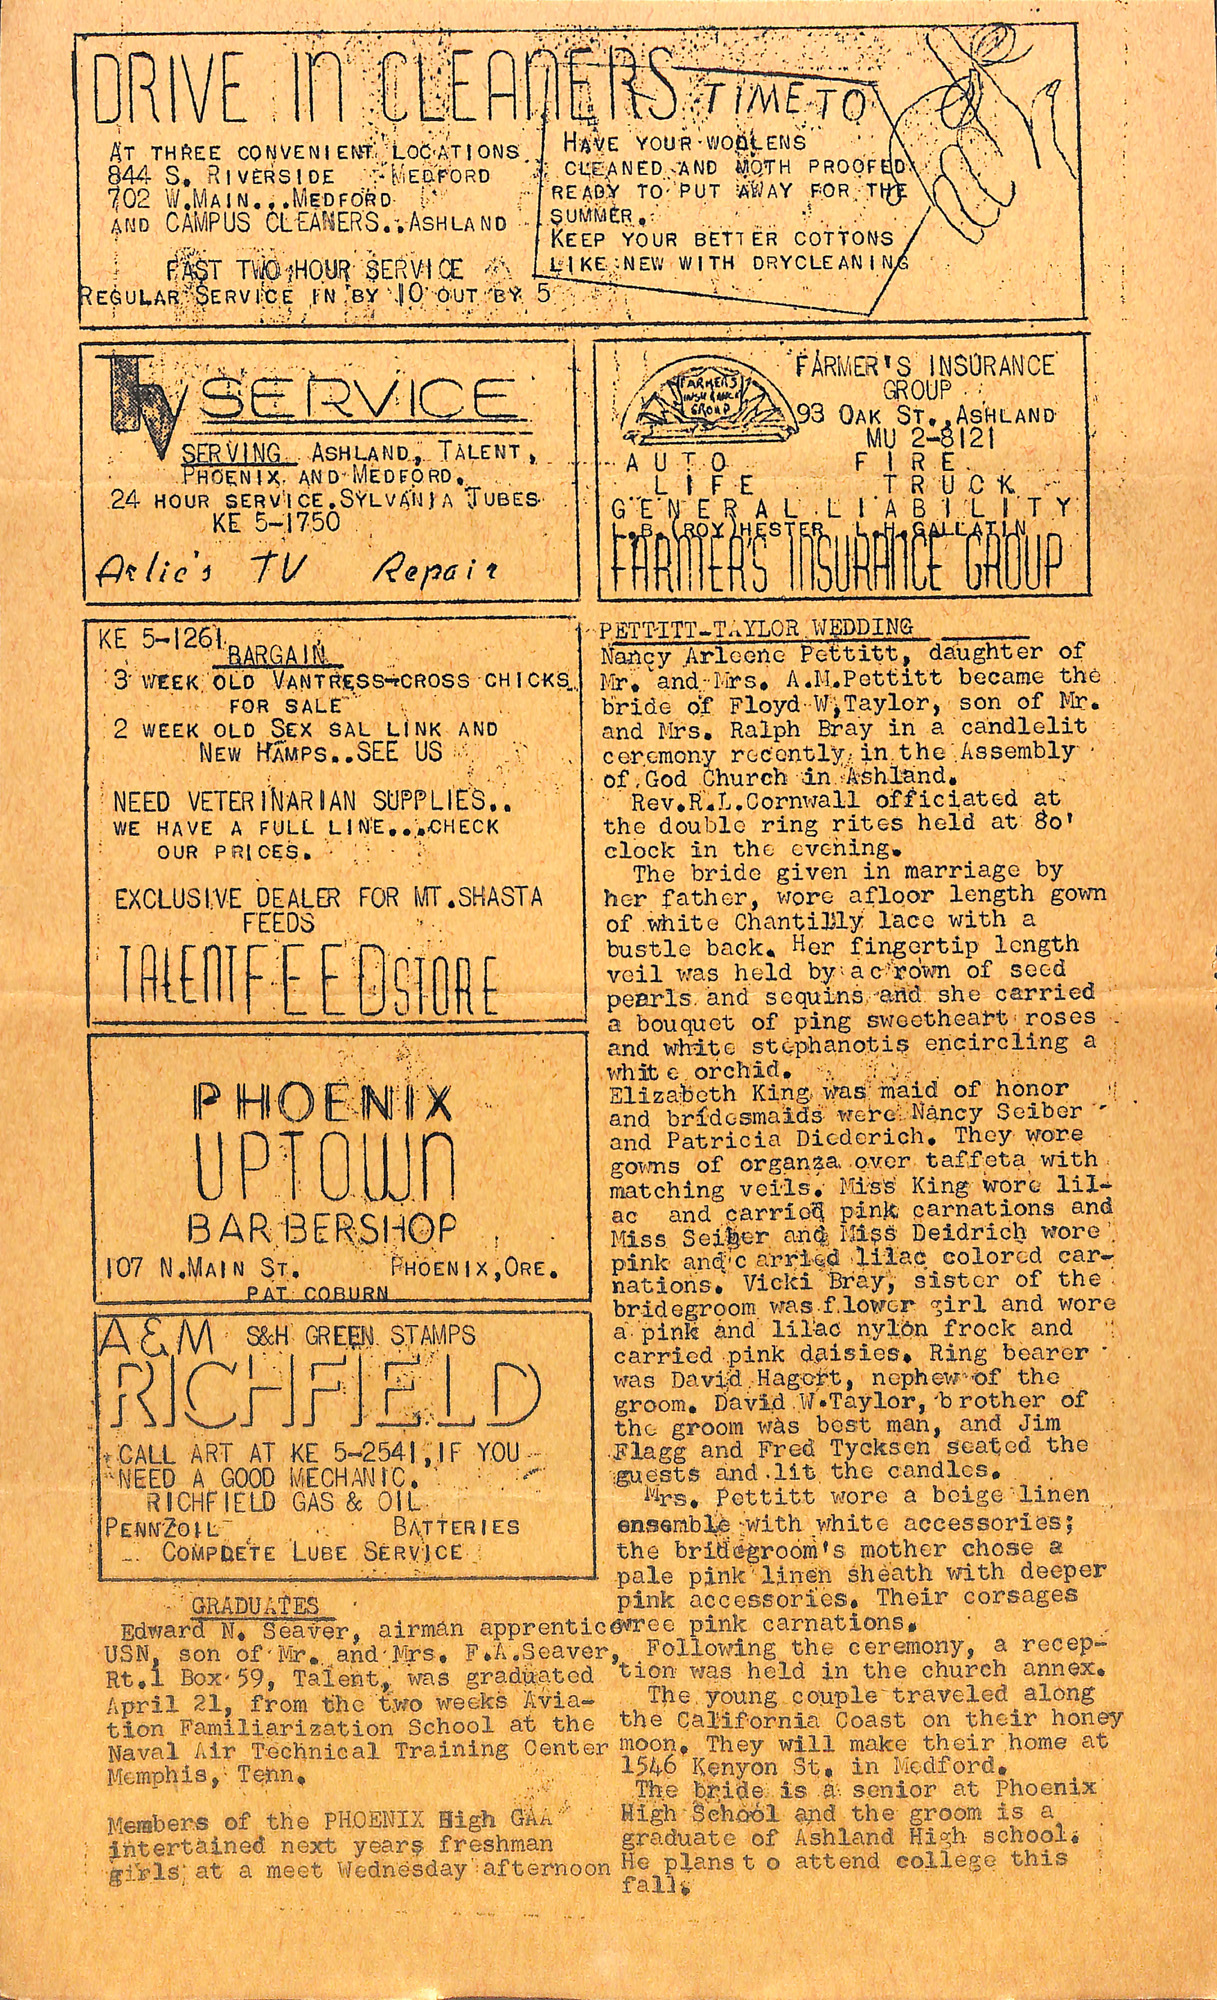 DRIVE IN CLEANERS
AT THREE CONVENIENT LOCATIONS
844 S. RIVERSIDE MEDFORD
702 W.MAIN...MEDFORD
AND CAMPUS CLEANERS..ASHLAND
FAST TWO HOUR SERVICE
REGULAR SERVICE IN BY 10 OUT BY 5
TIME TO
HAVE YOUR WOOLENS
CLEANED AND MOTH PROOFED
READY TO PUT AWAY FOR THE
SUMMER.
KEEP YOUR BETTER COTTONS
LIKE NEW WITH DRYCLEANING
TV SERVICE
SERVING ASHLAND, TALENT,
PHOENIX AND MEDFORD.
24 HOUR SERVICE.SYLVANIA TUBES
KE 5-1750
Arlie's TV Repair
FARMERS
INSURANCE
GROUP
FARMER'S INSURANCE
GROUP
93 OAK ST., ASHLAND
MU 2-8121
AUTO FIRE
LIFE TRUCK
GENERAL LIABILITY
L.B.(ROY)HESTER L.H.GALLATIN
FARMERS INSURANCE GROUP
KE 5-1261
BARGAIN
3 WEEK OLD VANTRESS-CROSS CHICKS
FOR SALE
2 WEEK OLD SEX SAL LINK AND
NEW HAMPS..SEE US
NEED VETERINARIAN SUPPLIES..
WE HAVE A FULL LINE...CHECK
OUR PRICES.
EXCLUSIVE DEALER FOR MT.SHASTA
FEEDS
TALENT FEED STORE
PHOENIX
UPTOWN
BARBERSHOP
107 N.MAIN ST. PHOENIX,ORE.
PAT COBURN
A&M S&H GREEN STAMPS
RICHFIELD
CALL ART AT KE 5-2541,IF YOU
NEED A GOOD MECHANIC.
RICHFIELD GAS & OIL
PENNZOIL BATTERIES
COMPLETE LUBE SERVICE
GRADUATES
Edward N. Seaver, airman apprentice
USN, son of Mr. and Mrs. F.A.Seaver,
Rt.1 Box 59, Talent, was graduated
April 21, from the two weeks Avia-
tion Familiarization School at the
Naval Air Technical Training Center
Memphis, Tenn.
Members of the PHOENIX High GAA
intertained next years freshman
girls at a meet Wednesday afternoon
PETTITT-TAYLOR WEDDING
Nancy Arleene Pettitt, daughter of
Mr. and Mrs. A.M.Pettitt became the
bride of Floyd W.Taylor, son of Mr.
and Mrs. Ralph Bray in a candlelit
ceremony recently in the Assembly
of God Church in Ashland.
Rev.R.L.Cornwall officiated at
the double ring rites held at 8o'
clock in the evening.
The bride given in marriage by
her father, wore afloor length gown
of white Chantilly lace with a
bustle back. Her fingertip length
veil was held by ac rown of seed
pearls and sequins and she carried
a bouquet of ping sweetheart roses
and white stephanotis encircling a
whit e orchid.
Elizabeth King was maid of honor
and bridesmaids were Nancy Seiber
and Patricia Diederich. They wore
gowns of organza over taffeta with
matching veils. Miss King wore lil-
ac and carried pink carnations and
Miss Seiber and Miss Deidrich wore
pink and c arried lilac colored car-
nations. Vicki Bray, sister of the
bridegroom was flower girl and wore
a pink and lilac nylon frock and
carried pink daisies. Ring bearer
was David Hagert, nephew of the
groom. David W.Taylor, brother of
the groom was best man, and Jim
Flagg and Fred Tycksen seated the
guests and lit the candles.
Mrs. Pettitt wore a beige linen
ensemble with white accessories;
the bridegroom's mother chose a
pale pink linen sheath with deeper
pink accessories. Their corsages
wree pink carnations.
Following the ceremony, a recep-
tion was held in the church annex.
The young couple traveled along
the California Coast on their honey
moon. They will make their home at
1546 Kenyon St. in Medford.
The bride is a senior at Phoenix
High School and the groom is a
graduate of Ashland High school.
He plans t o attend college this
fall.